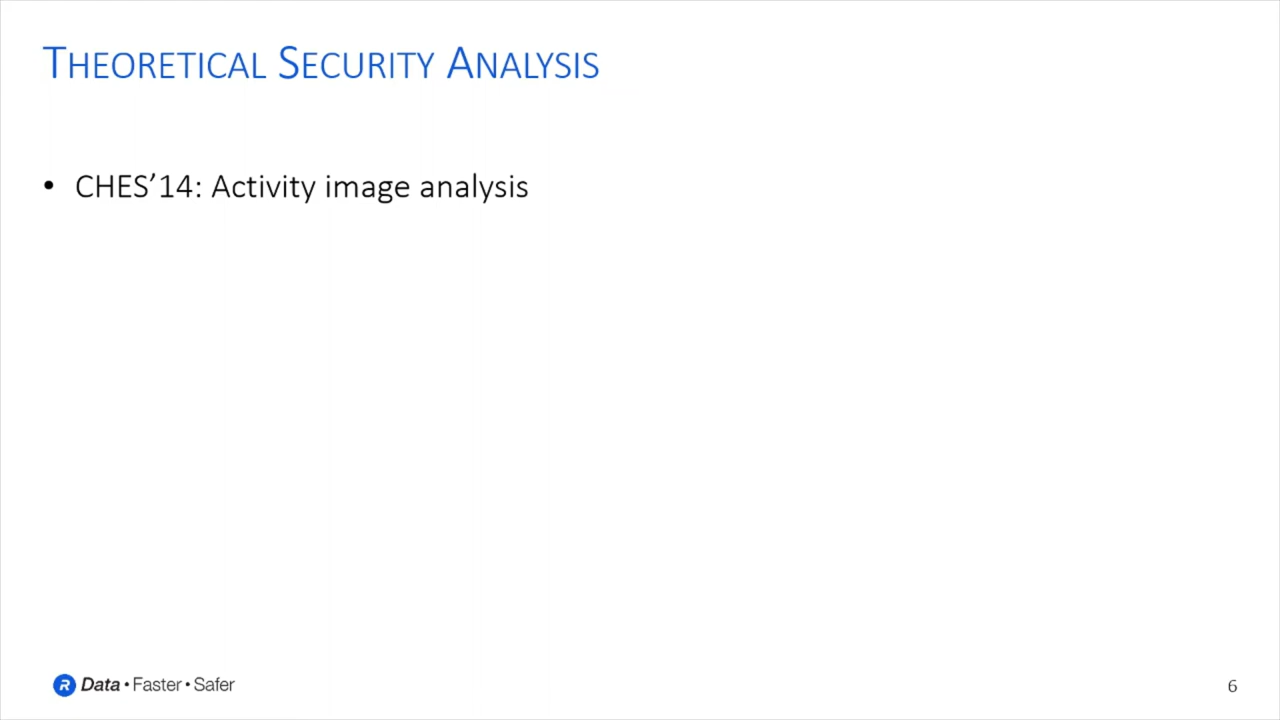 THEORETICAL SECURITY ANALYSIS
• CHES’14: Activity image analysis
R Data • Faster • Safer
6